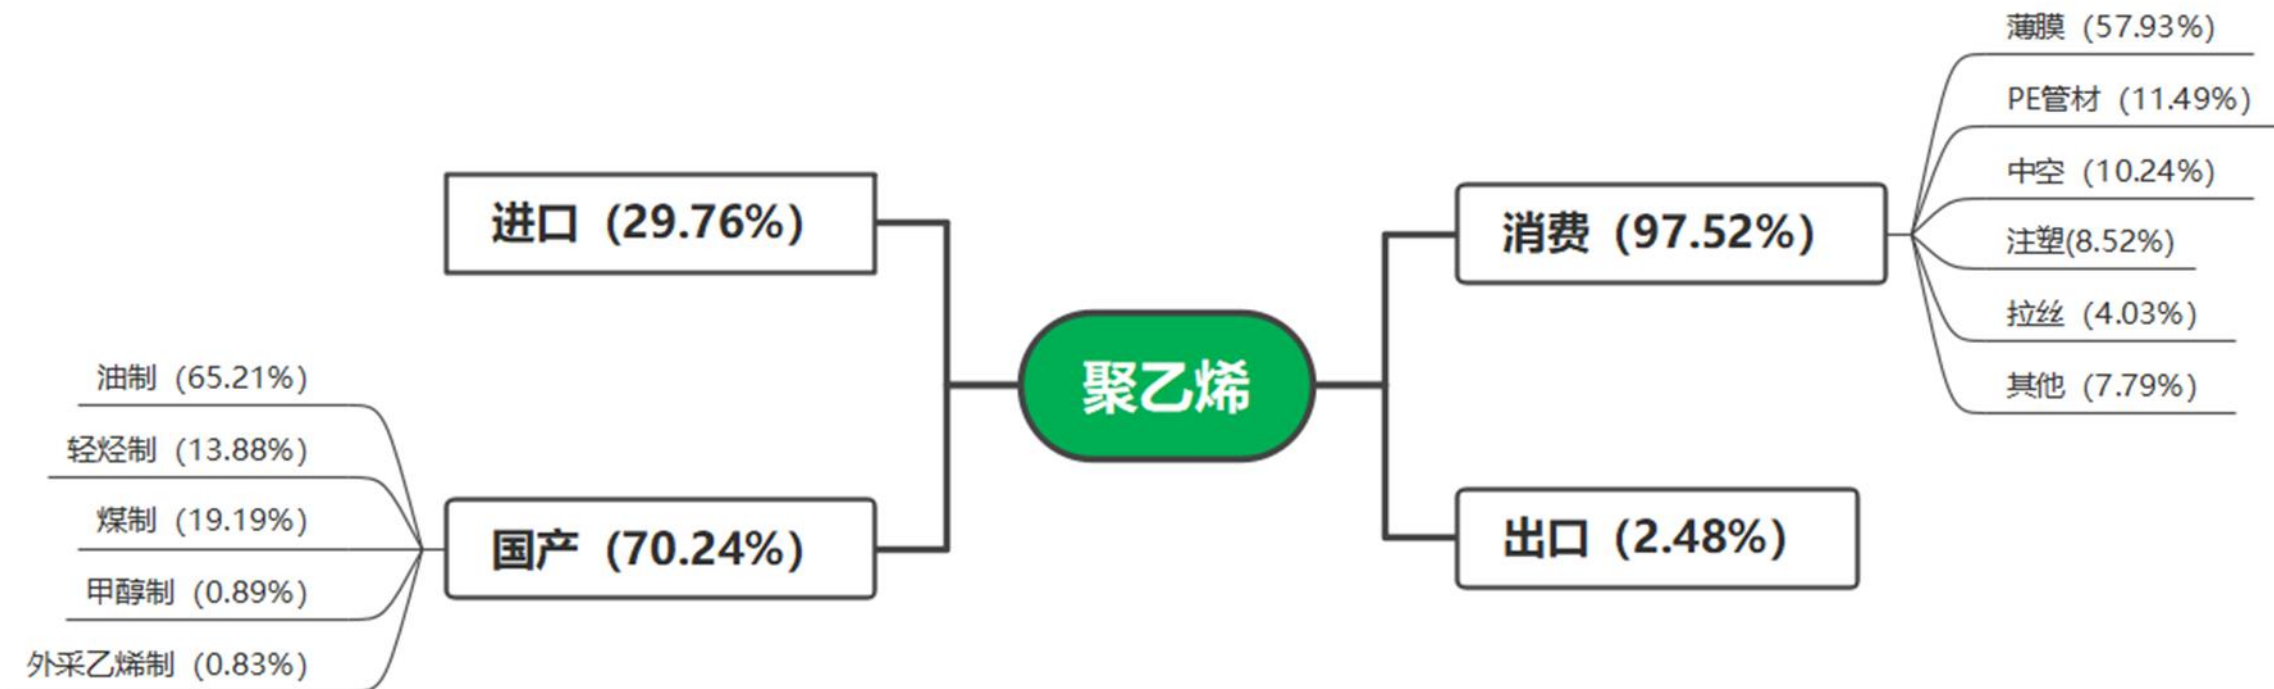 进口（29.76%）
国产（70.24%）
油制（65.21%）
轻烃制（13.88%）
煤制（19.19%）
甲醇制（0.89%）
外采乙烯制（0.83%）
聚乙烯
消费（97.52%）
薄膜（57.93%）
PE管材（11.49%）
中空（10.24%）
注塑(8.52%)
拉丝（4.03%）
其他（7.79%）
出口（2.48%）